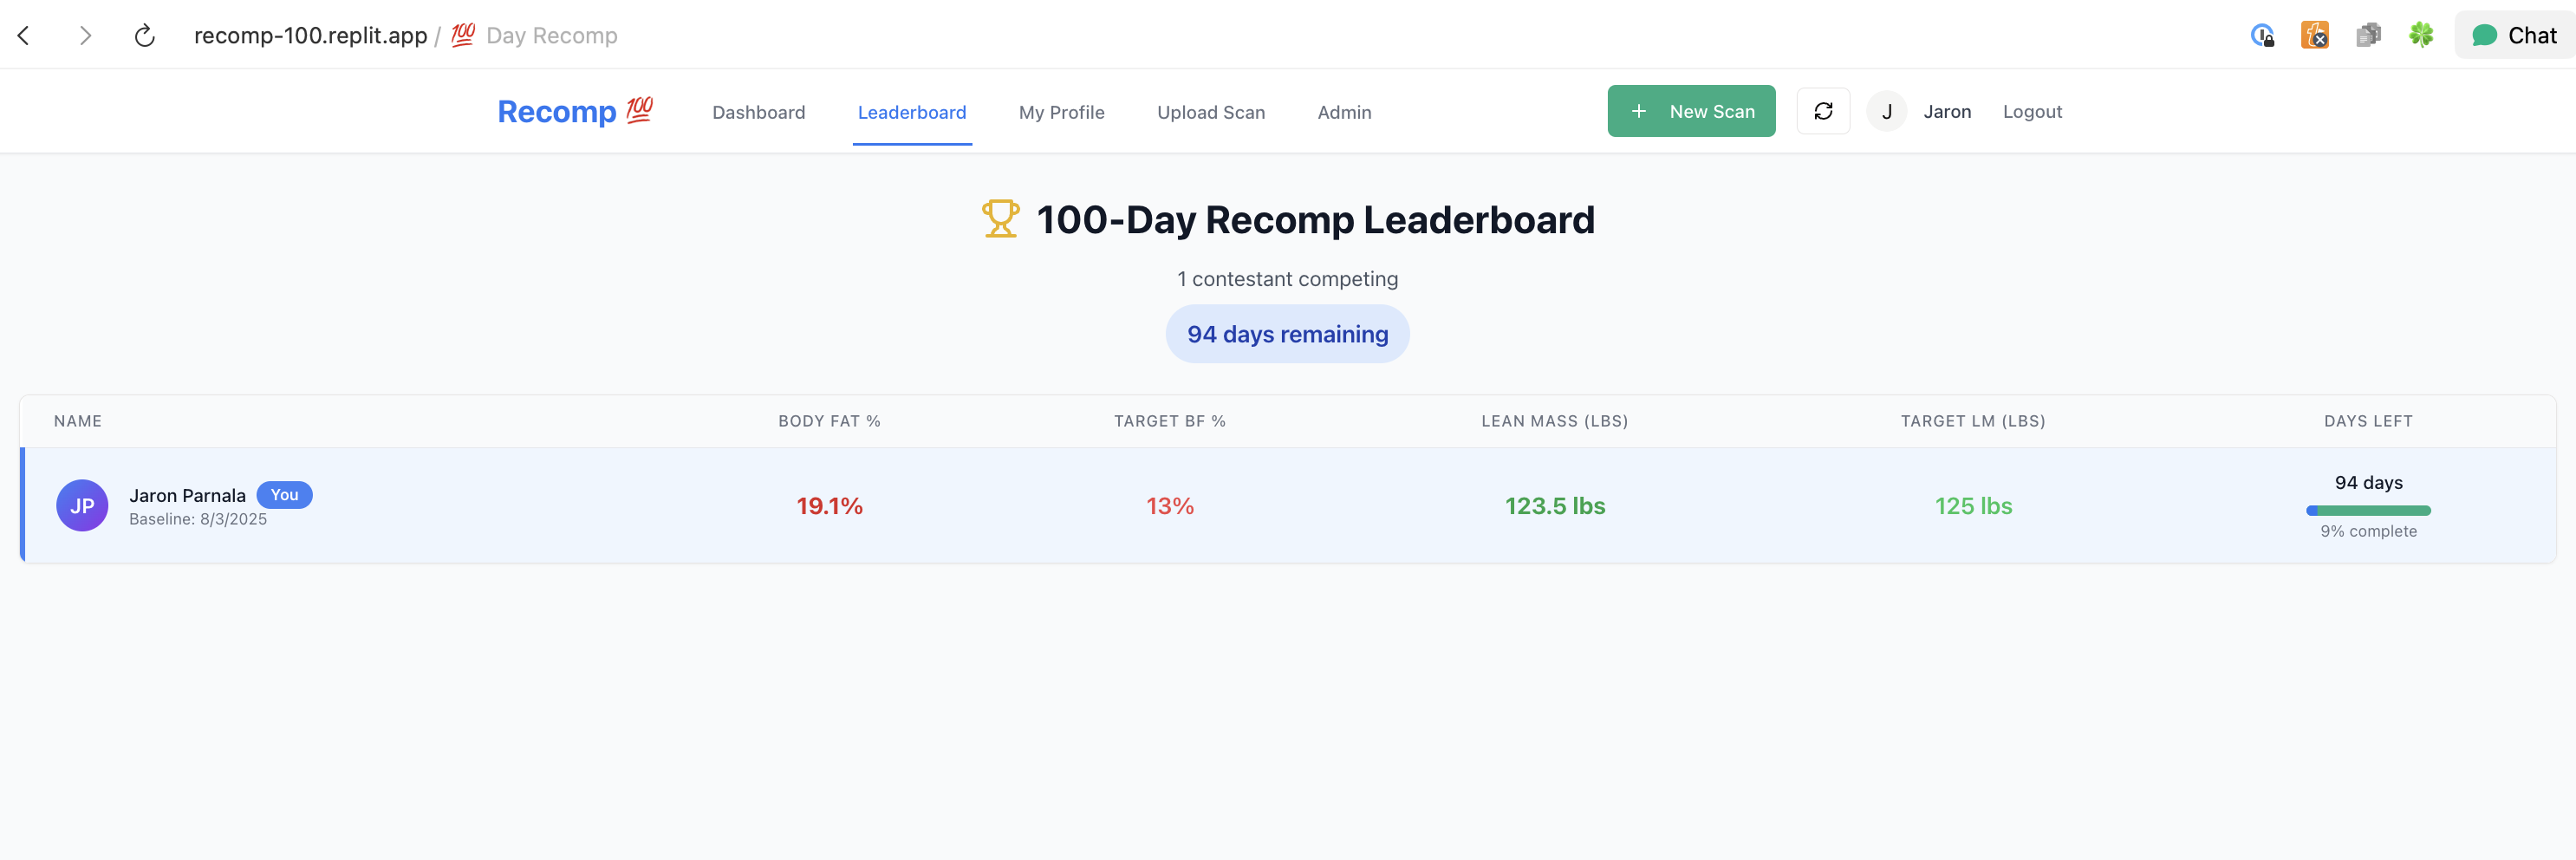 recomp-100.replit.app / 💯 Day Recomp
Chat
Recomp 💯
Dashboard
Leaderboard
My Profile
Upload Scan
Admin
+ New Scan
J
Jaron
Logout
100-Day Recomp Leaderboard
1 contestant competing
94 days remaining
NAME BODY FAT % TARGET BF % LEAN MASS (LBS) TARGET LM (LBS) DAYS LEFT
JP
Jaron Parnala You
Baseline: 8/3/2025
19.1%
13%
123.5 lbs
125 lbs
94 days
9% complete